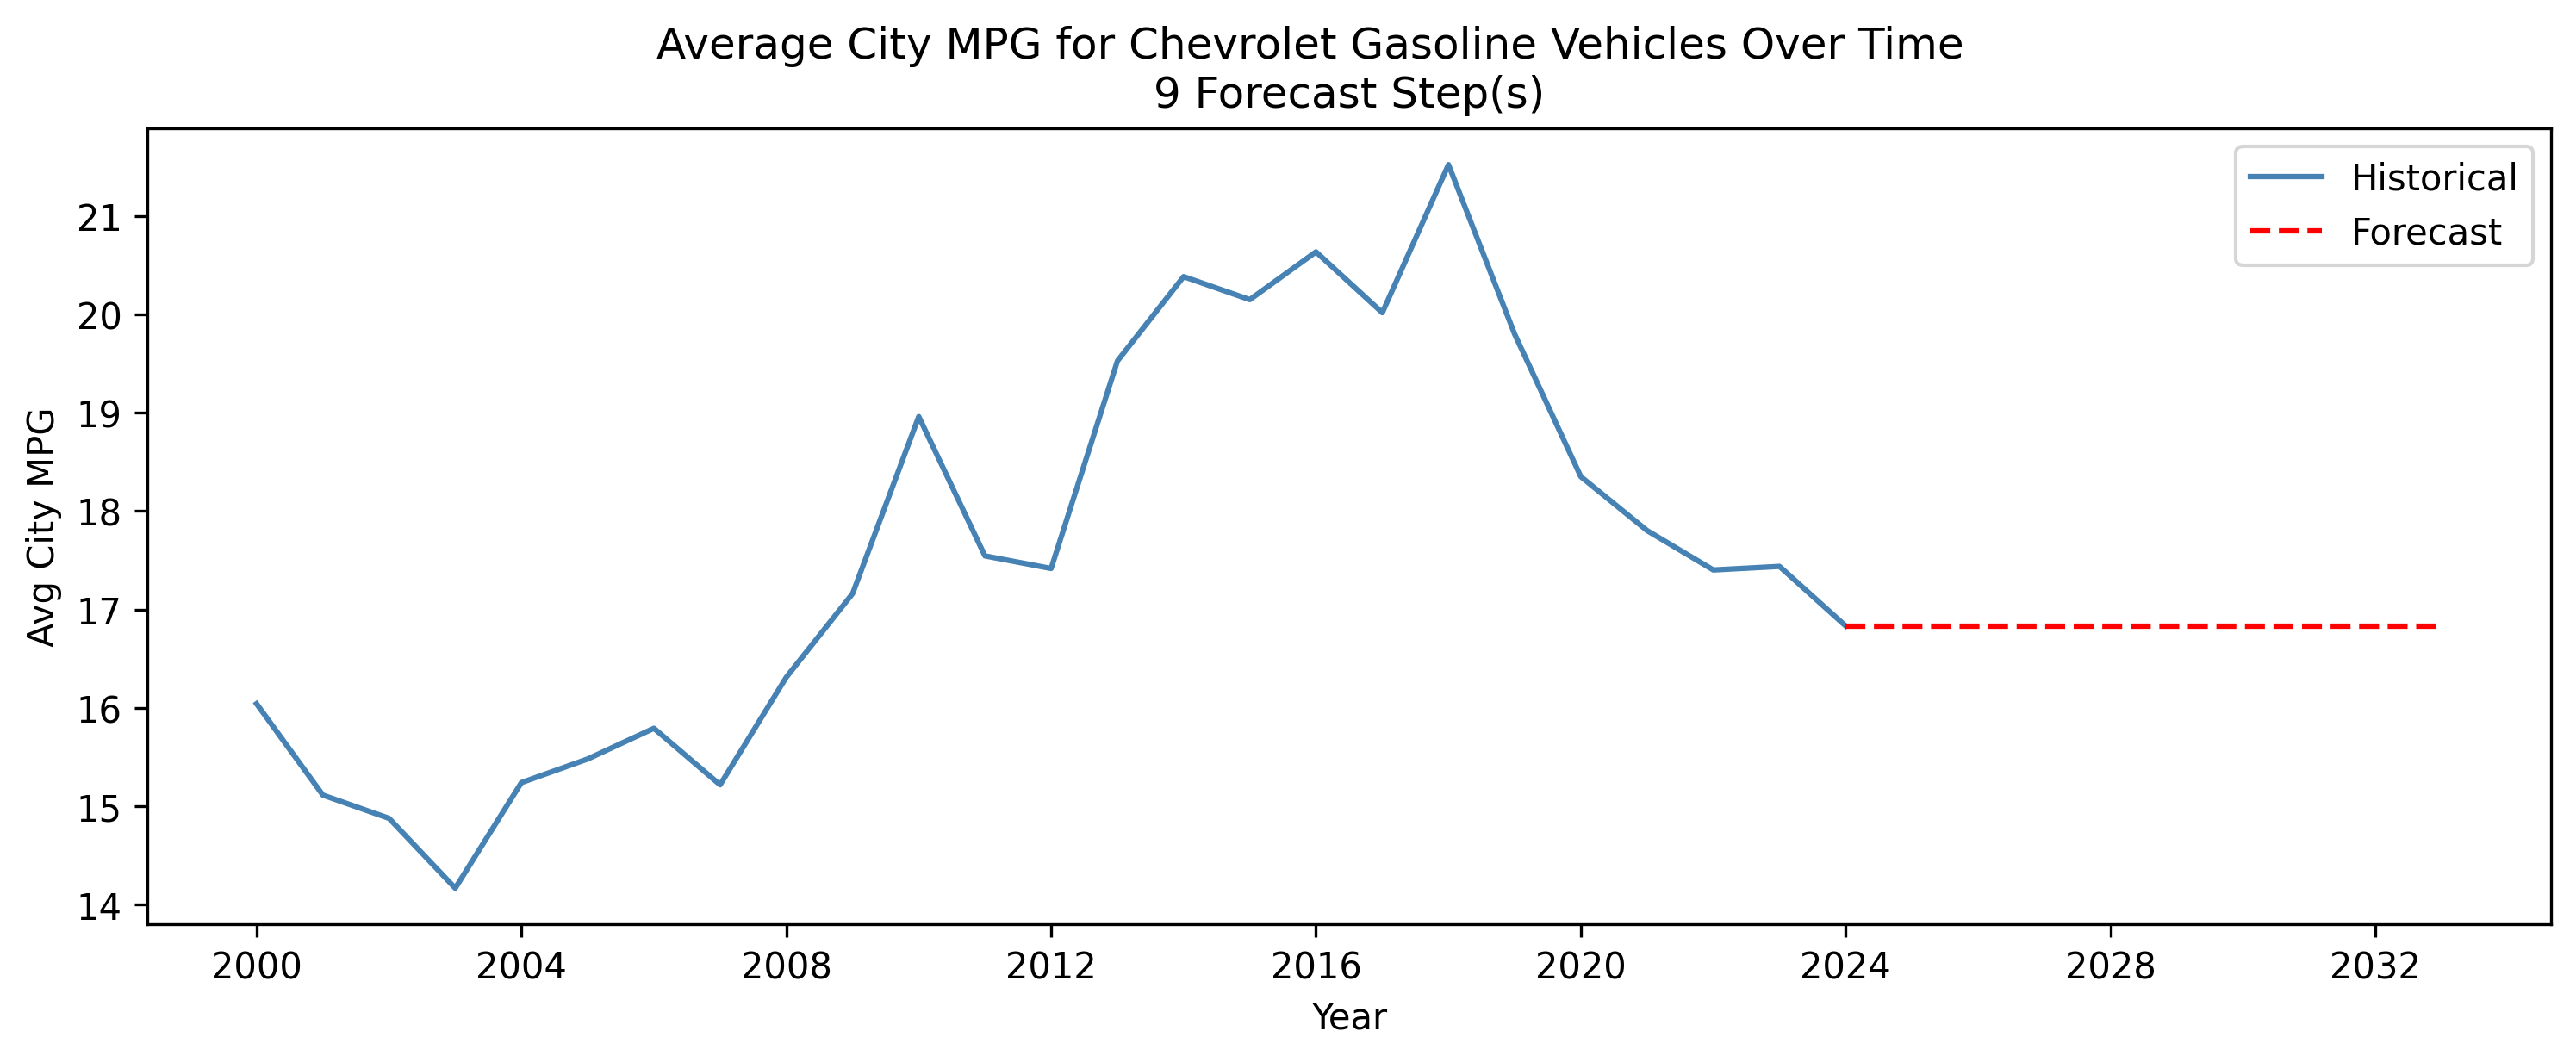 Average City MPG for Chevrolet Gasoline Vehicles Over Time
9 Forecast Step(s)
Historical
Forecast
Avg City MPG
21
20
19
18
17
16
15
14
2000 2004 2008 2012 2016 2020 2024 2028 2032
Year